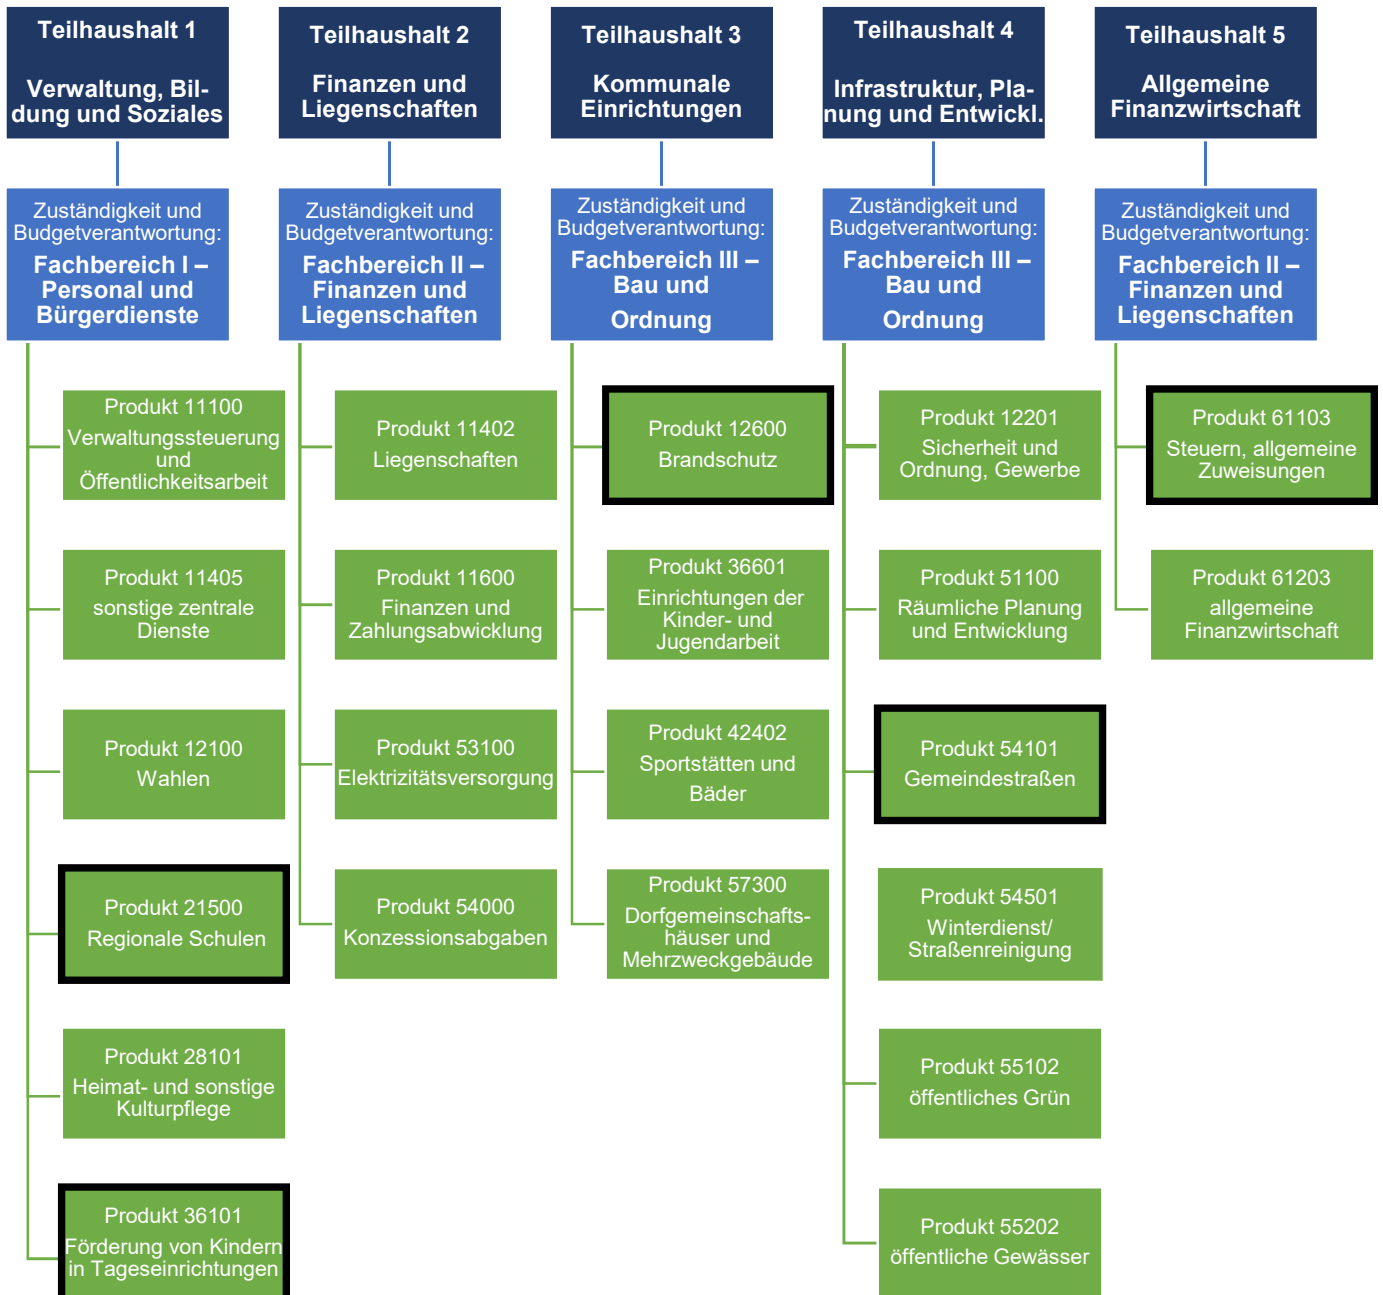 Teilhaushalt 1
Verwaltung, Bil-
dung und Soziales
Zuständigkeit und
Budgetverantwortung:
Fachbereich I –
Personal und
Bürgerdienste
Produkt 11100
Verwaltungssteuerung
und
Öffentlichkeitsarbeit
Produkt 11405
sonstige zentrale
Dienste
Produkt 12100
Wahlen
Produkt 21500
Regionale Schulen
Produkt 28101
Heimat- und sonstige
Kulturpflege
Produkt 36101
Förderung von Kindern
in Tageseinrichtungen
Teilhaushalt 2
Finanzen und
Liegenschaften
Zuständigkeit und
Budgetverantwortung:
Fachbereich II –
Finanzen und
Liegenschaften
Produkt 11402
Liegenschaften
Produkt 11600
Finanzen und
Zahlungsabwicklung
Produkt 53100
Elektrizitätsversorgung
Produkt 54000
Konzessionsabgaben
Teilhaushalt 3
Kommunale
Einrichtungen
Zuständigkeit und
Budgetverantwortung:
Fachbereich III –
Bau und
Ordnung
Produkt 12600
Brandschutz
Produkt 36601
Einrichtungen der
Kinder- und
Jugendarbeit
Produkt 42402
Sportstätten und
Bäder
Produkt 57300
Dorfgemeinschafts-
häuser und
Mehrzweckgebäude
Teilhaushalt 4
Infrastruktur, Pla-
nung und Entwickl.
Zuständigkeit und
Budgetverantwortung:
Fachbereich III –
Bau und
Ordnung
Produkt 12201
Sicherheit und
Ordnung, Gewerbe
Produkt 51100
Räumliche Planung
und Entwicklung
Produkt 54101
Gemeindestraßen
Produkt 54501
Winterdienst/
Straßenreinigung
Produkt 55102
öffentliches Grün
Produkt 55202
öffentliche Gewässer
Teilhaushalt 5
Allgemeine
Finanzwirtschaft
Zuständigkeit und
Budgetverantwortung:
Fachbereich II –
Finanzen und
Liegenschaften
Produkt 61103
Steuern, allgemeine
Zuweisungen
Produkt 61203
allgemeine
Finanzwirtschaft